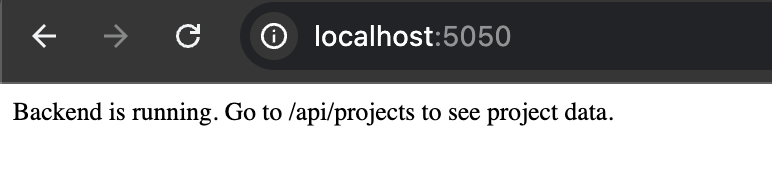 localhost:5050
Backend is running. Go to /api/projects to see project data.